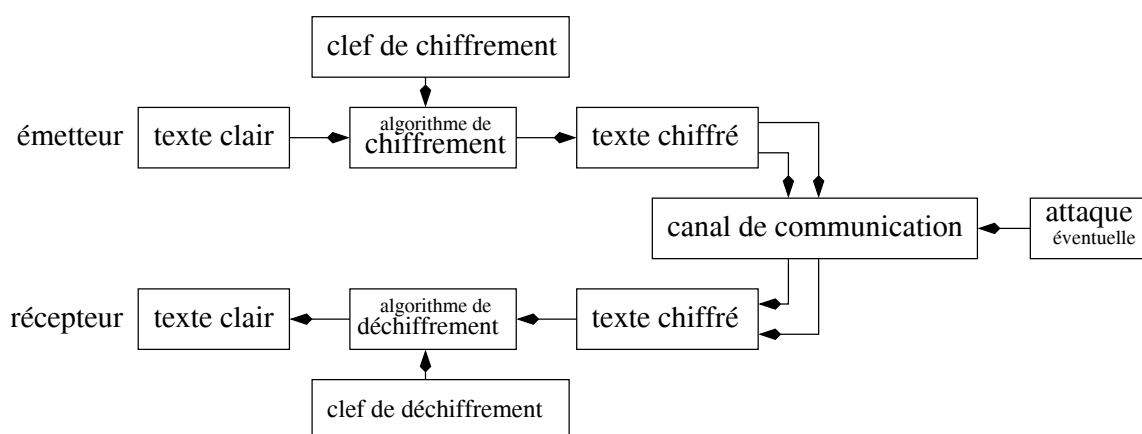 clef de chiffrement
émetteur
texte clair
algorithme de
chiffrement
texte chiffré
canal de communication
attaque
éventuelle
récepteur
texte clair
algorithme de
déchiffrement
texte chiffré
clef de déchiffrement